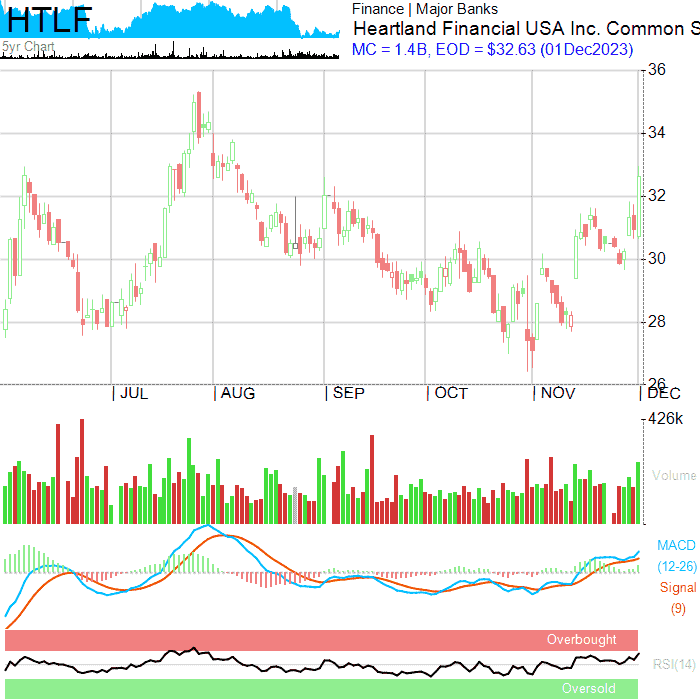 HTLF
5yr Chart
Finance | Major Banks
Heartland Financial USA Inc. Common S
MC = 1.4B, EOD = $32.63 (01Dec2023)
36
34
32
30
28
26
JUL AUG SEP OCT NOV DEC
426k
Volume
MACD
(12-26)
Signal
(9)
Overbought
RSI(14)
Oversold